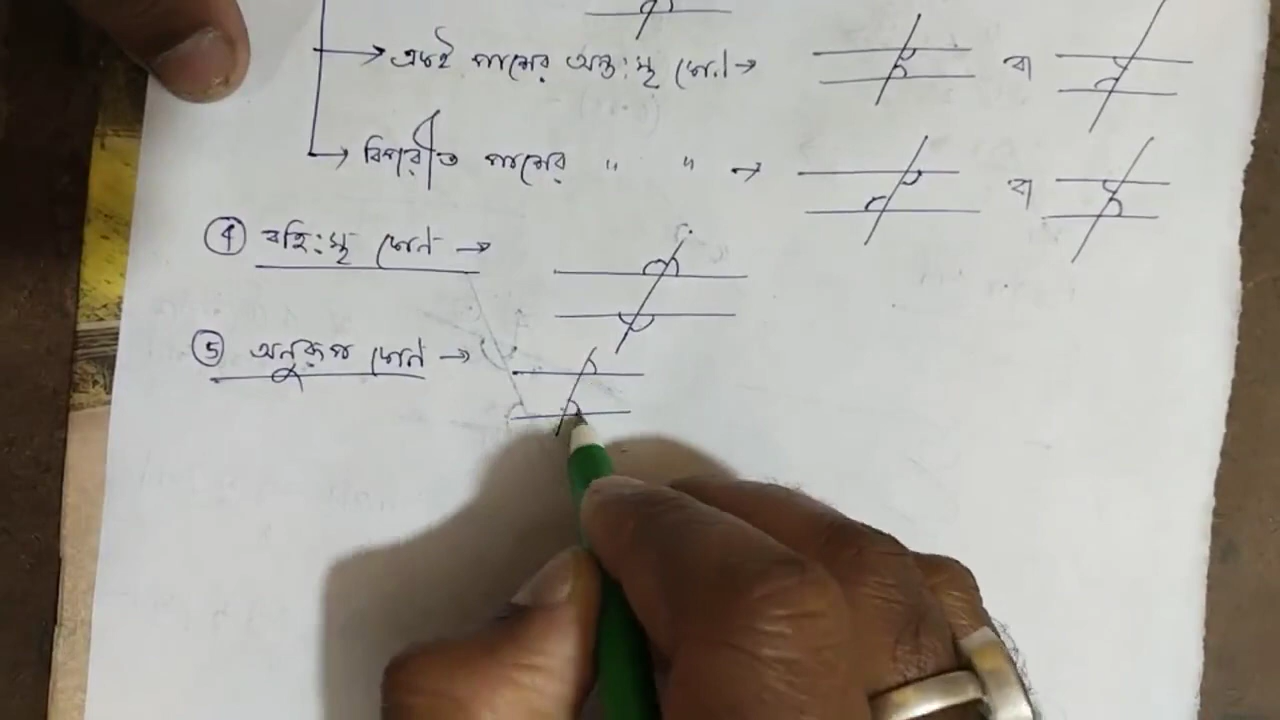 → একই পাশের অন্তঃস্থ কোণ →
বা
→ বিপরীত পাশের " " →
বা
④ বহিঃস্থ কোণ →
⑤ অনুরূপ কোণ →